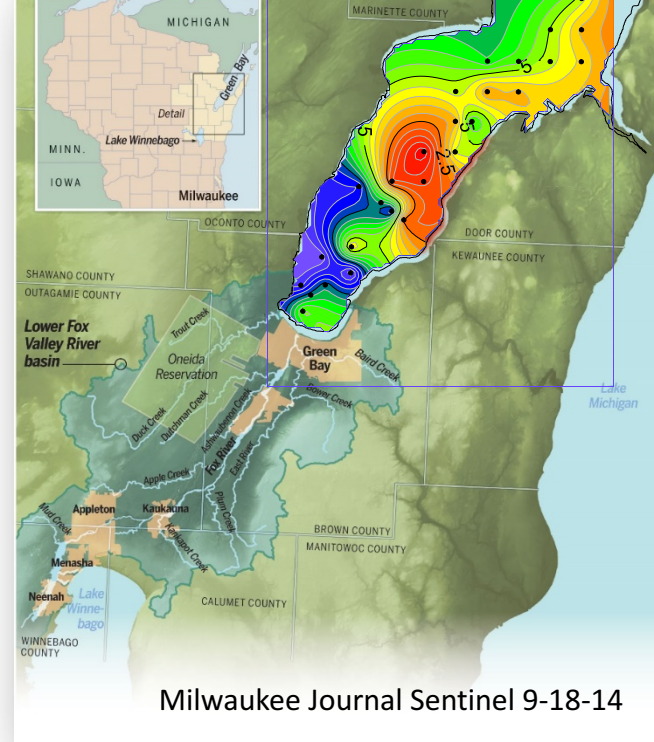 MICHIGAN
MARINETTE COUNTY
Green Bay
Detail
Lake Winnebago
MINN.
IOWA
Milwaukee
5
5
5
2.5
OCONTO COUNTY
DOOR COUNTY
KEWAUNEE COUNTY
SHAWANO COUNTY
OUTAGAMIE COUNTY
Lower Fox
Valley River
basin
Trout Creek
Oneida
Reservation
Green
Bay
Baird Creek
Bower Creek
Lake
Michigan
Duck Creek
Dutchman Creek
Ashwaubenon Creek
Fox River
East River
Apple Creek
Plum Creek
Mud Creek
Appleton
Kaukauna
Kankapot Creek
BROWN COUNTY
MANITOWOC COUNTY
Menasha
Neenah
Lake
Winne-
bago
CALUMET COUNTY
WINNEBAGO
COUNTY
Milwaukee Journal Sentinel 9-18-14